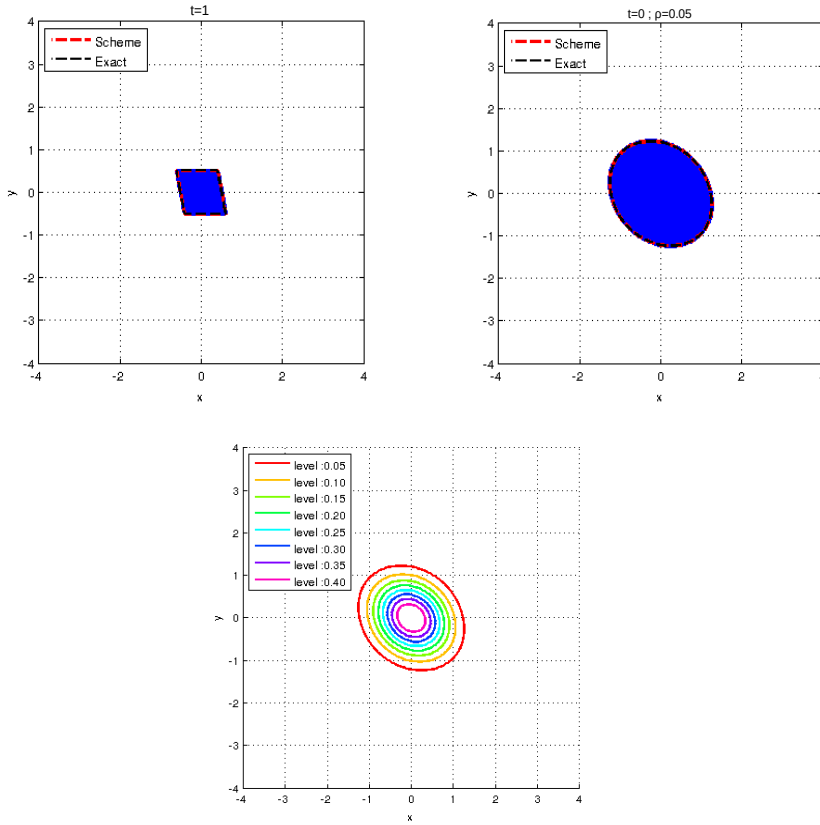 t=1
Scheme
Exact
4
3
2
1
0
-1
-2
-3
-4
y
-4
-2
0
2
4
x
t=0 ; ρ=0.05
Scheme
Exact
4
3
2
1
0
-1
-2
-3
-4
y
-4
-2
0
2
4
x
level :0.05
level :0.10
level :0.15
level :0.20
level :0.25
level :0.30
level :0.35
level :0.40
4
3
2
1
0
-1
-2
-3
-4
y
-4
-3
-2
-1
0
1
2
3
4
x